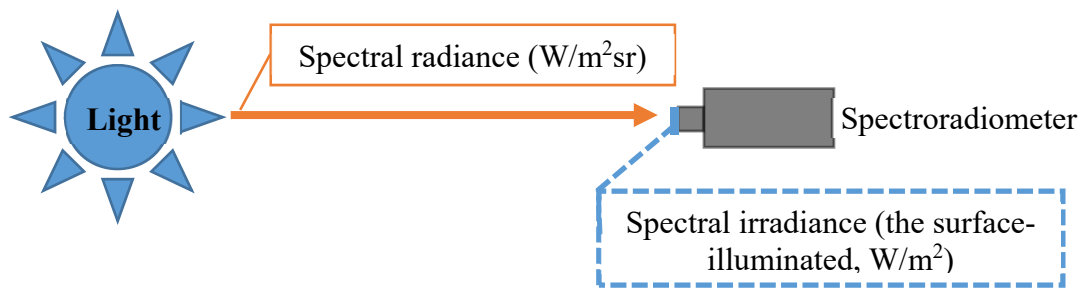 Spectral radiance (W/m²sr)
Light
Spectroradiometer
Spectral irradiance (the surface-
illuminated, W/m²)